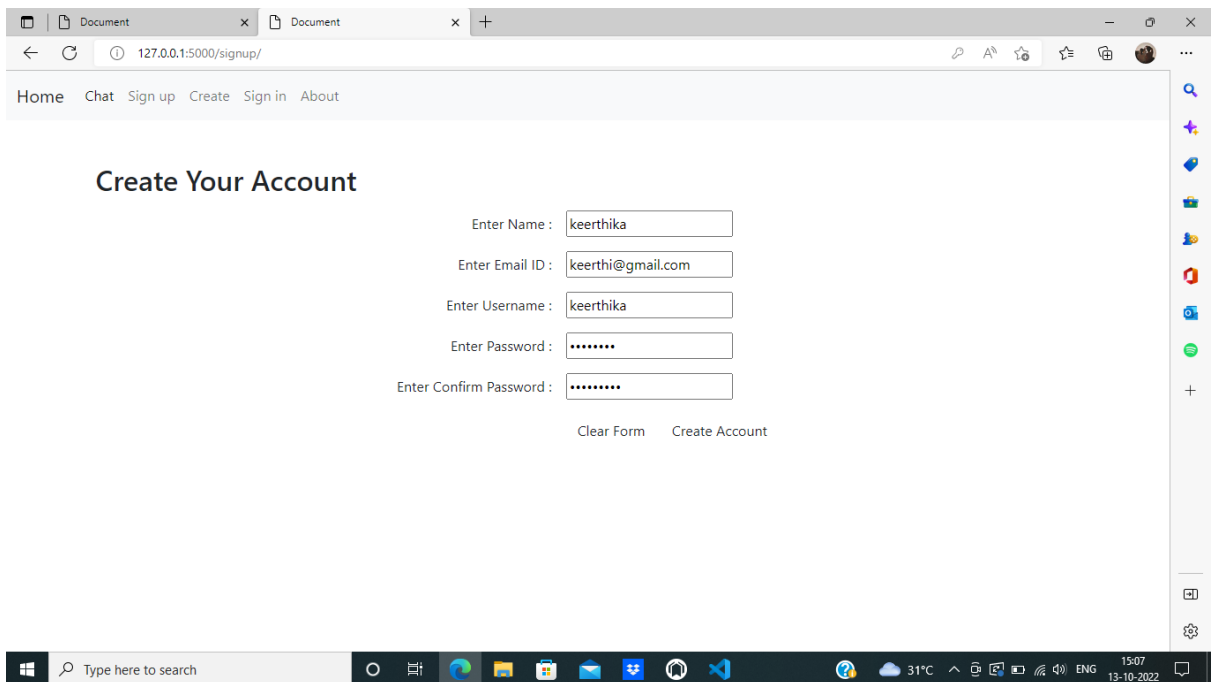 Document Document
127.0.0.1:5000/signup/
Home Chat Sign up Create Sign in About
Create Your Account
Enter Name : keerthika
Enter Email ID : keerthi@gmail.com
Enter Username : keerthika
Enter Password : ••••••••
Enter Confirm Password : •••••••••
Clear Form Create Account
Type here to search 31°C ENG 15:07
13-10-2022